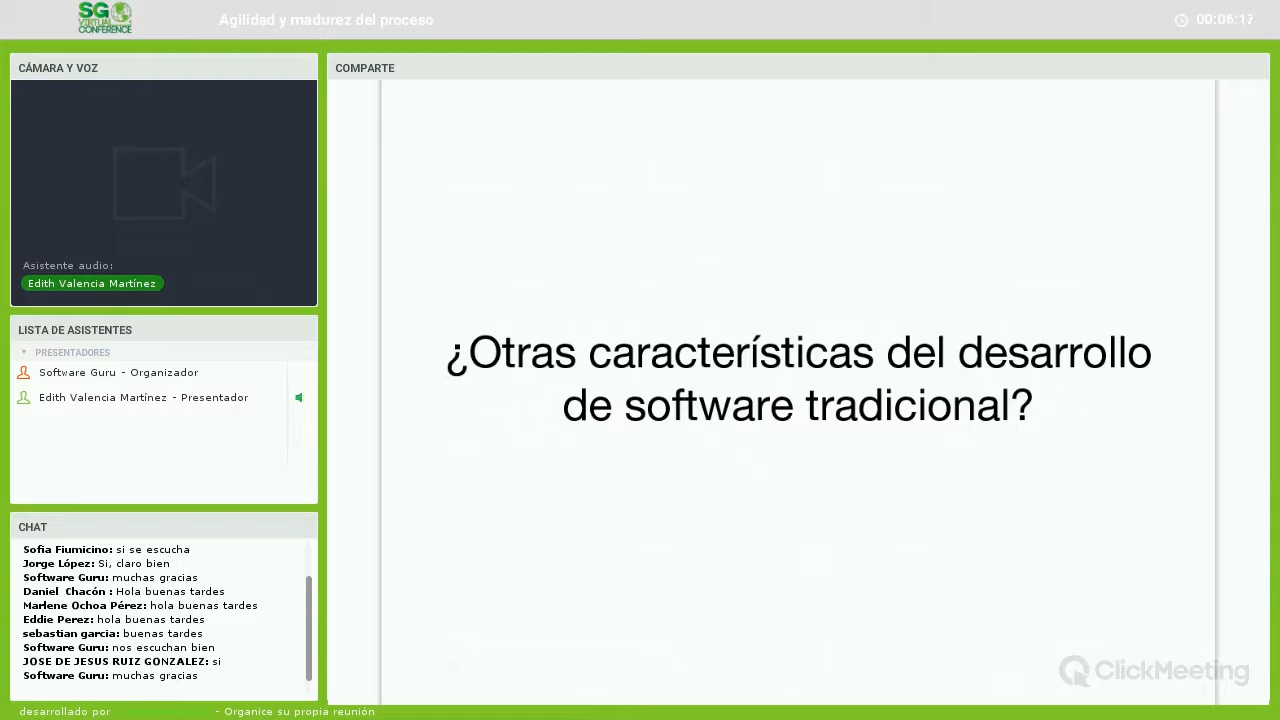 SG
VIRTUAL
CONFERENCE
Agilidad y madurez del proceso
00:06:17
CÁMARA Y VOZ
Asistente audio:
Edith Valencia Martínez
LISTA DE ASISTENTES
PRESENTADORES
Software Guru - Organizador
Edith Valencia Martínez - Presentador
CHAT
Sofia Fiumicino: si se escucha
Jorge López: Si, claro bien
Software Guru: muchas gracias
Daniel Chacón : Hola buenas tardes
Marlene Ochoa Pérez: hola buenas tardes
Eddie Perez: hola buenas tardes
sebastian garcia: buenas tardes
Software Guru: nos escuchan bien
JOSE DE JESUS RUIZ GONZALEZ: si
Software Guru: muchas gracias
desarrollado por - Organice su propia reunión
COMPARTE
¿Otras características del desarrollo
de software tradicional?
ClickMeeting